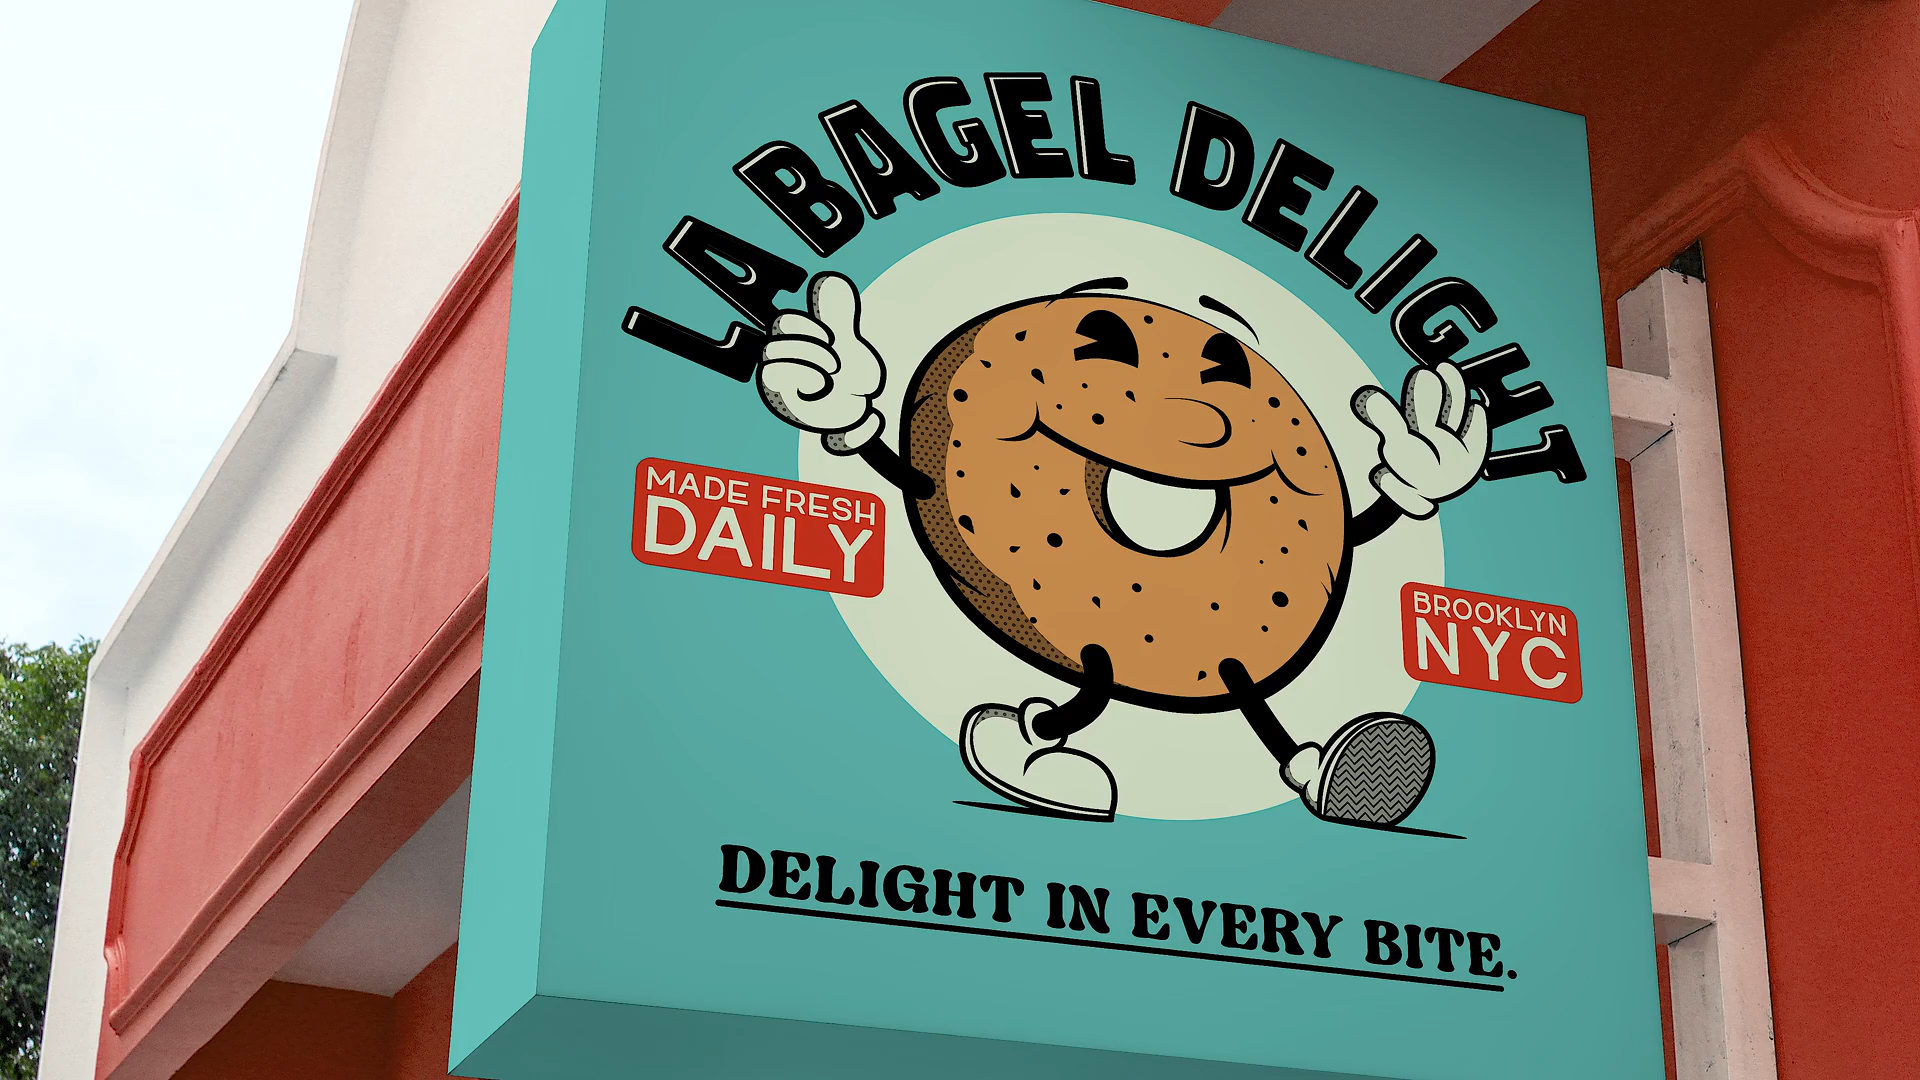 LA BAGEL DELIGHT
MADE FRESH
DAILY
BROOKLYN
NYC
DELIGHT IN EVERY BITE.